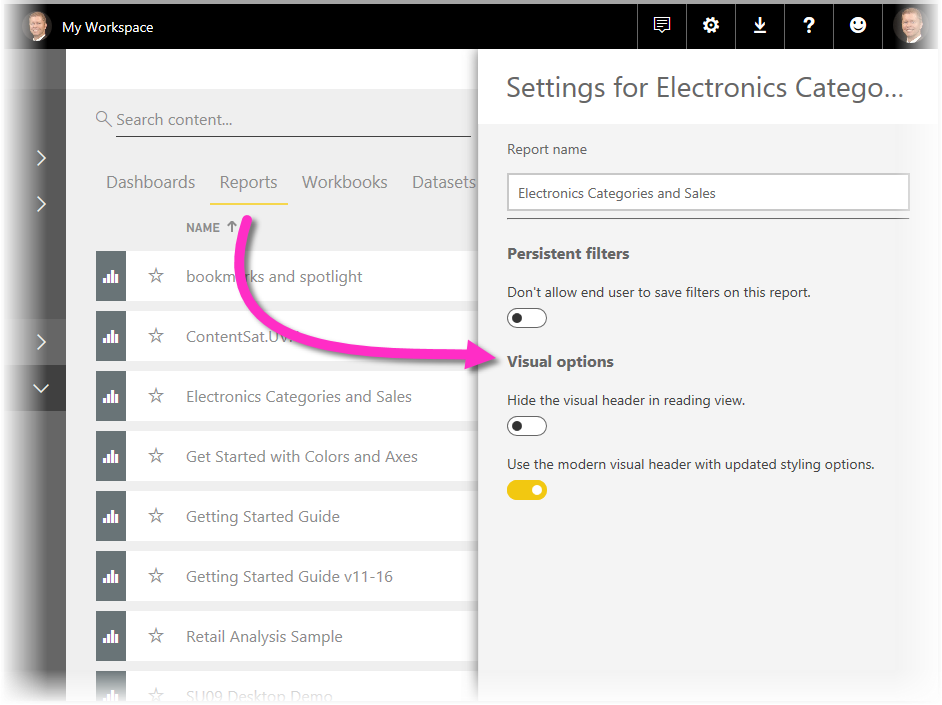 My Workspace
?
Settings for Electronics Catego...
Search content...
Dashboards Reports Workbooks Datasets
NAME
bookmarks and spotlight
ContentSat.UV
Electronics Categories and Sales
Get Started with Colors and Axes
Getting Started Guide
Getting Started Guide v11-16
Retail Analysis Sample
SU09 Desktop Demo
Report name
Electronics Categories and Sales
Persistent filters
Don't allow end user to save filters on this report.
Visual options
Hide the visual header in reading view.
Use the modern visual header with updated styling options.